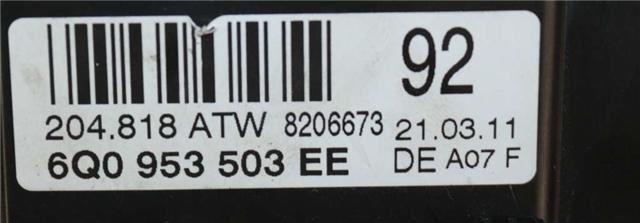 92
204.818 ATW 8206673 21.03.11
6Q0 953 503 EE DE A07 F